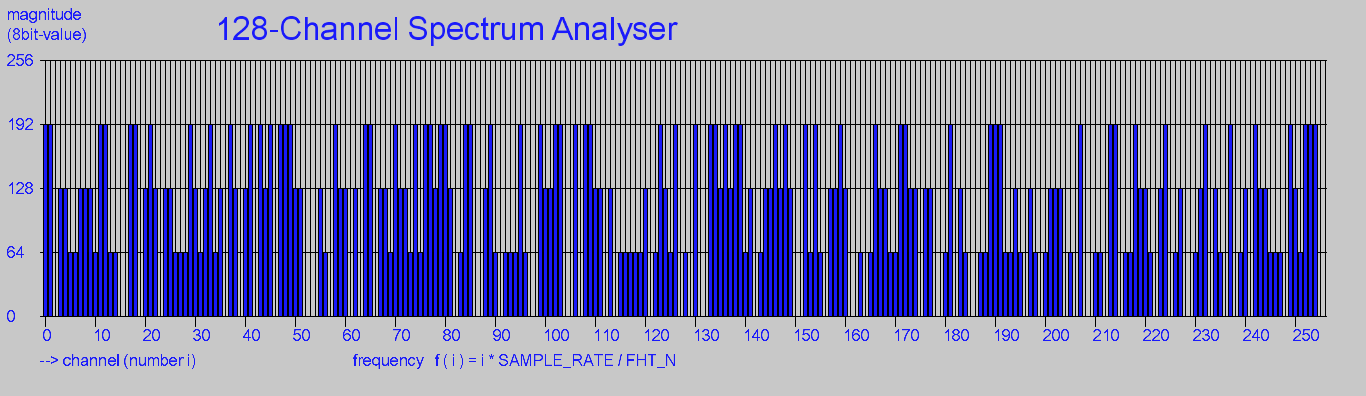 magnitude
(8bit-value)
128-Channel Spectrum Analyser
256
192
128
64
0
0 10 20 30 40 50 60 70 80 90 100 110 120 130 140 150 160 170 180 190 200 210 220 230 240 250
--> channel (number i) frequency f ( i ) = i * SAMPLE_RATE / FHT_N